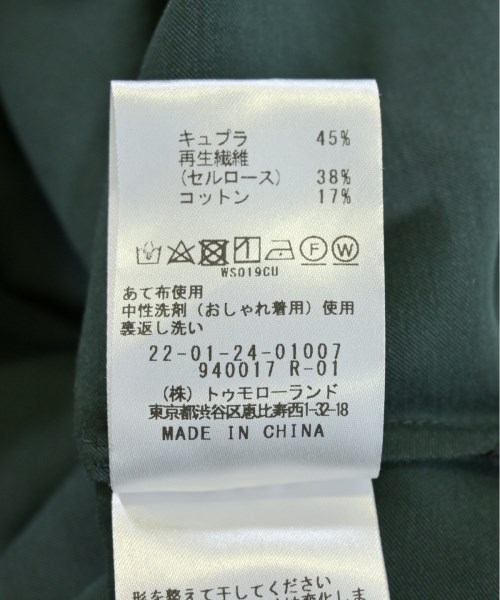 キュプラ 45%
再生繊維
(セルロース) 38%
コットン 17%
F W
WS019CU
あて布使用
中性洗剤（おしゃれ着用）使用
裏返し洗い
22-01-24-01007
940017 R-01
(株) トゥモローランド
東京都渋谷区恵比寿西1-32-18
MADE IN CHINA
形を整えて干してください